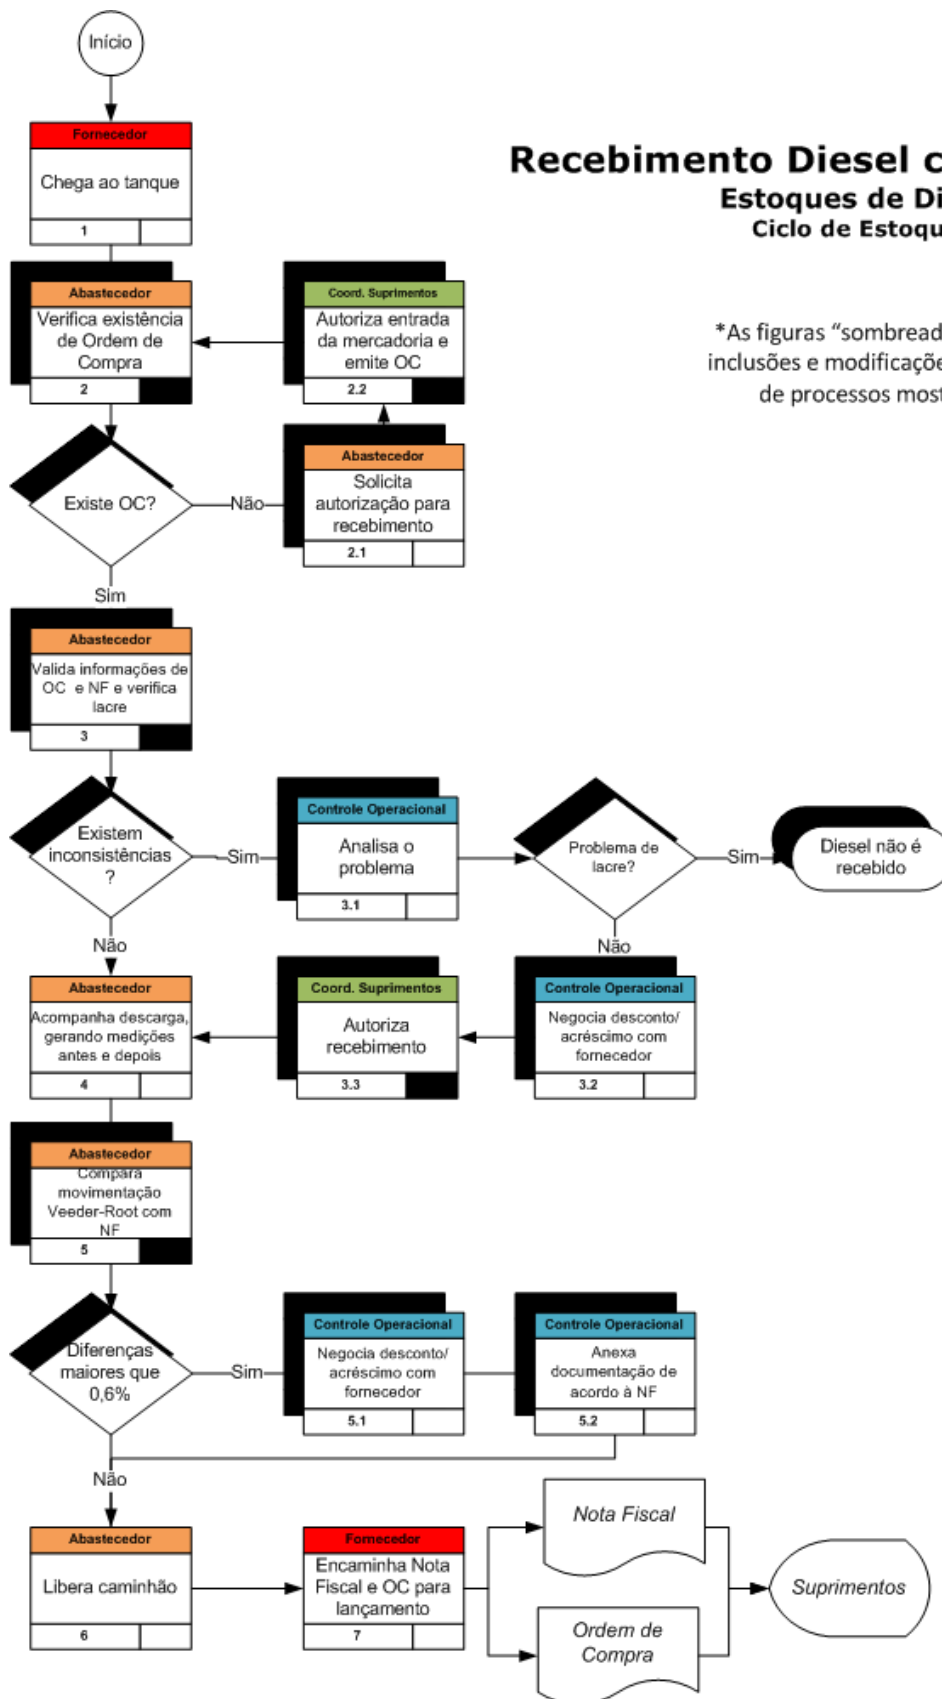 Início
Fornecedor
Chega ao tanque
1
Recebimento Diesel c
Estoques de Di
Ciclo de Estoqu
*As figuras “sombread
inclusões e modificaçõe
de processos most
Abastecedor
Verifica existência
de Ordem de
Compra
2
Coord. Suprimentos
Autoriza entrada
da mercadoria e
emite OC
2.2
Existe OC?
Não
Abastecedor
Solicita
autorização para
recebimento
2.1
Sim
Abastecedor
Valida informações de
OC e NF e verifica
lacre
3
Existem
inconsistências
?
Sim
Controle Operacional
Analisa o
problema
3.1
Problema de
lacre?
Sim
Diesel não é
recebido
Não
Não
Abastecedor
Acompanha descarga,
gerando medições
antes e depois
4
Coord. Suprimentos
Autoriza
recebimento
3.3
Controle Operacional
Negocia desconto/
acréscimo com
fornecedor
3.2
Abastecedor
Compara
movimentação
Veeder-Root com
NF
5
Diferenças
maiores que
0,6%
Sim
Controle Operacional
Negocia desconto/
acréscimo com
fornecedor
5.1
Controle Operacional
Anexa
documentação de
acordo à NF
5.2
Não
Abastecedor
Libera caminhão
6
Fornecedor
Encaminha Nota
Fiscal e OC para
lançamento
7
Nota Fiscal
Ordem de
Compra
Suprimentos